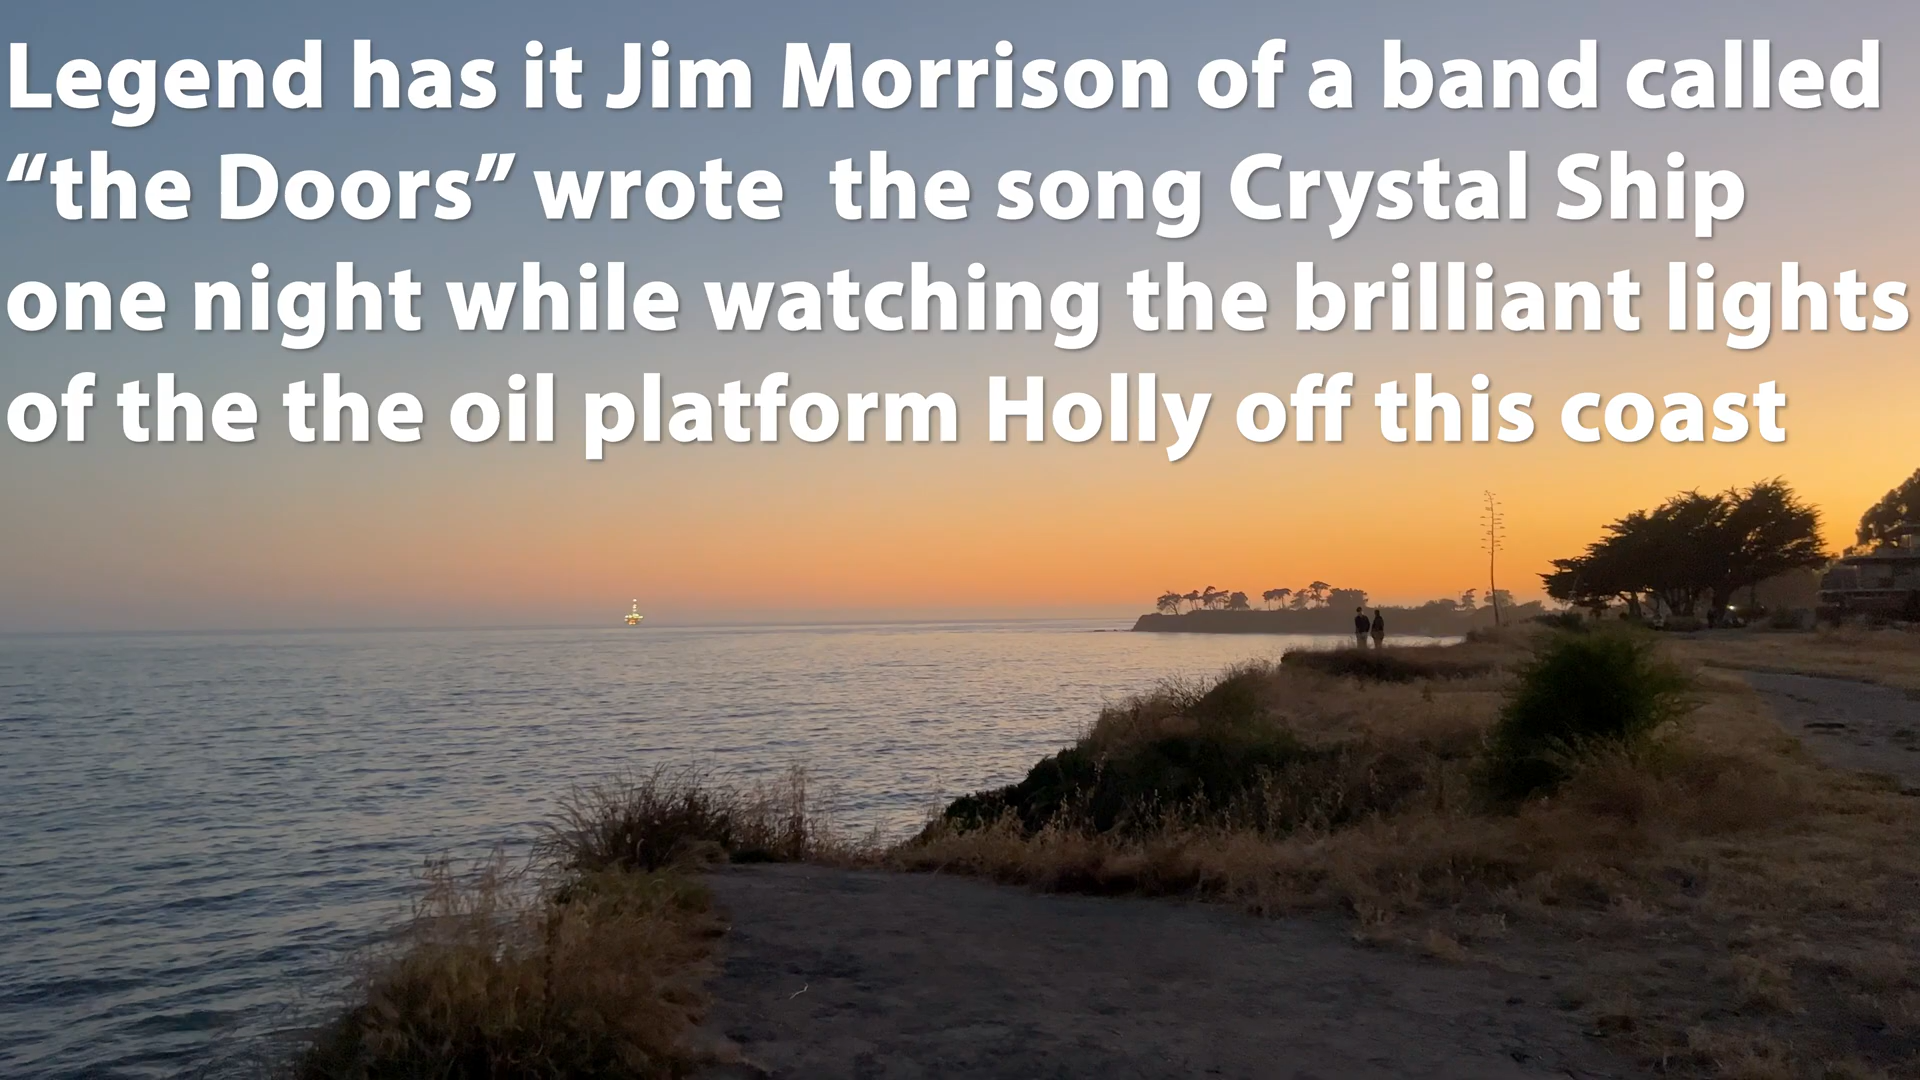 Legend has it Jim Morrison of a band called
“the Doors” wrote  the song Crystal Ship
one night while watching the brilliant lights
of the the oil platform Holly off this coast